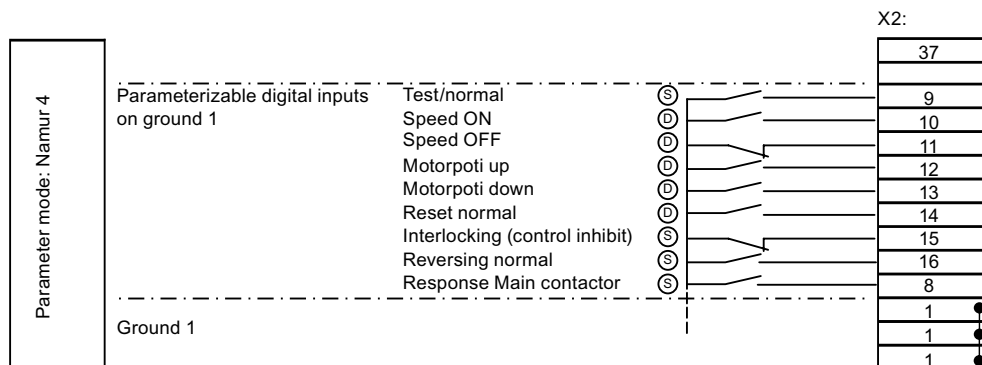 X2:
37
Parameter mode: Namur 4
Parameterizable digital inputs
on ground 1
Test/normal S 9
Speed ON D 10
Speed OFF D 11
Motorpoti up D 12
Motorpoti down D 13
Reset normal D 14
Interlocking (control inhibit) S 15
Reversing normal S 16
Response Main contactor S 8
1
Ground 1
1
1